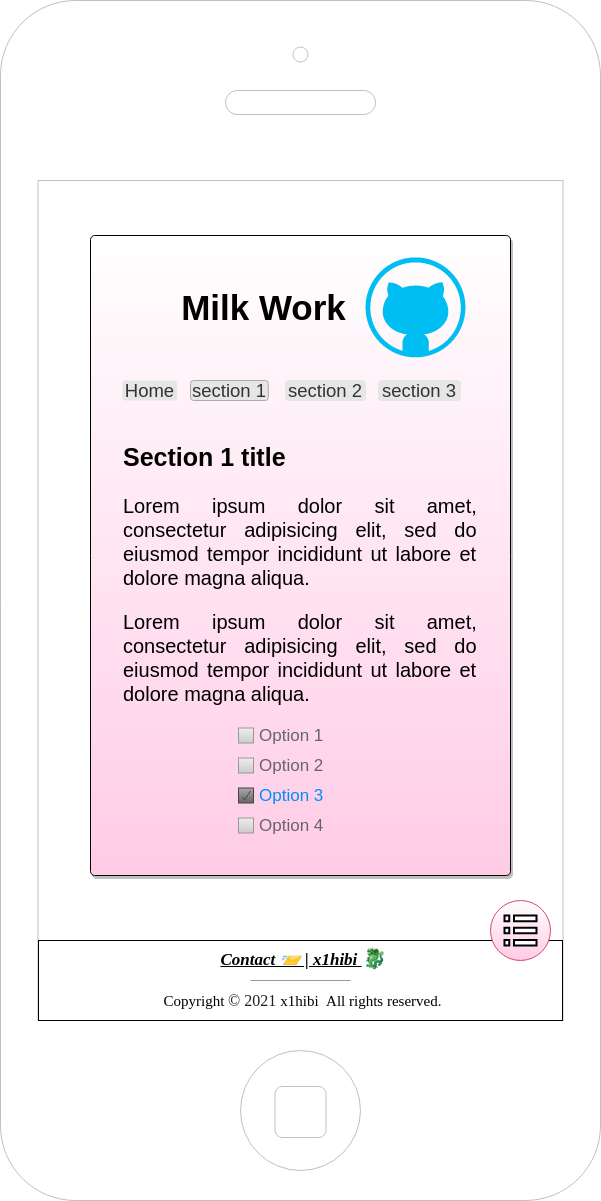 Milk Work
Home section 1 section 2 section 3
Section 1 title
Lorem ipsum dolor sit amet,
consectetur adipisicing elit, sed do
eiusmod tempor incididunt ut labore et
dolore magna aliqua.
Lorem ipsum dolor sit amet,
consectetur adipisicing elit, sed do
eiusmod tempor incididunt ut labore et
dolore magna aliqua.
Option 1
Option 2
Option 3
Option 4
Contact 📨 | x1hibi 🐉
Copyright © 2021 x1hibi  All rights reserved.